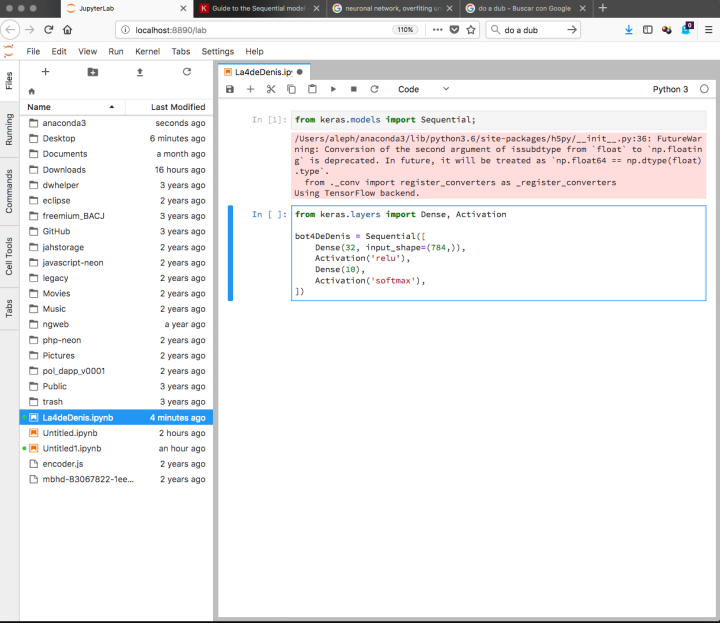 JupyterLab
Guide to the Sequential model
neuronal network, overfiting un
do a dub - Buscar con Google
localhost:8890/lab
110%
do a dub
0
File Edit View Run Kernel Tabs Settings Help
Files
Running
Commands
Cell Tools
Tabs
Name Last Modified
anaconda3 seconds ago
Desktop 6 minutes ago
Documents a month ago
Downloads 16 hours ago
dwhelper 3 years ago
eclipse 2 years ago
freemium_BACJ 3 years ago
GitHub 3 years ago
jahstorage 2 years ago
javascript-neon 2 years ago
legacy 2 years ago
Movies 2 years ago
Music 2 years ago
ngweb a year ago
php-neon 2 years ago
Pictures 2 years ago
pol_dapp_v0001 2 years ago
Public 3 years ago
trash 3 years ago
La4deDenis.ipynb 4 minutes ago
Untitled.ipynb 2 hours ago
Untitled1.ipynb an hour ago
encoder.js 2 years ago
mbhd-83067822-1ee... 2 years ago
La4deDenis.ipy
Code
Python 3
In [1]: from keras.models import Sequential;
/Users/aleph/anaconda3/lib/python3.6/site-packages/h5py/__init__.py:36: FutureWar
ning: Conversion of the second argument of issubdtype from `float` to `np.floatin
g` is deprecated. In future, it will be treated as `np.float64 == np.dtype(float)
.type`.
from ._conv import register_converters as _register_converters
Using TensorFlow backend.
In [ ]: from keras.layers import Dense, Activation
bot4DeDenis = Sequential([
Dense(32, input_shape=(784,)),
Activation('relu'),
Dense(10),
Activation('softmax'),
])